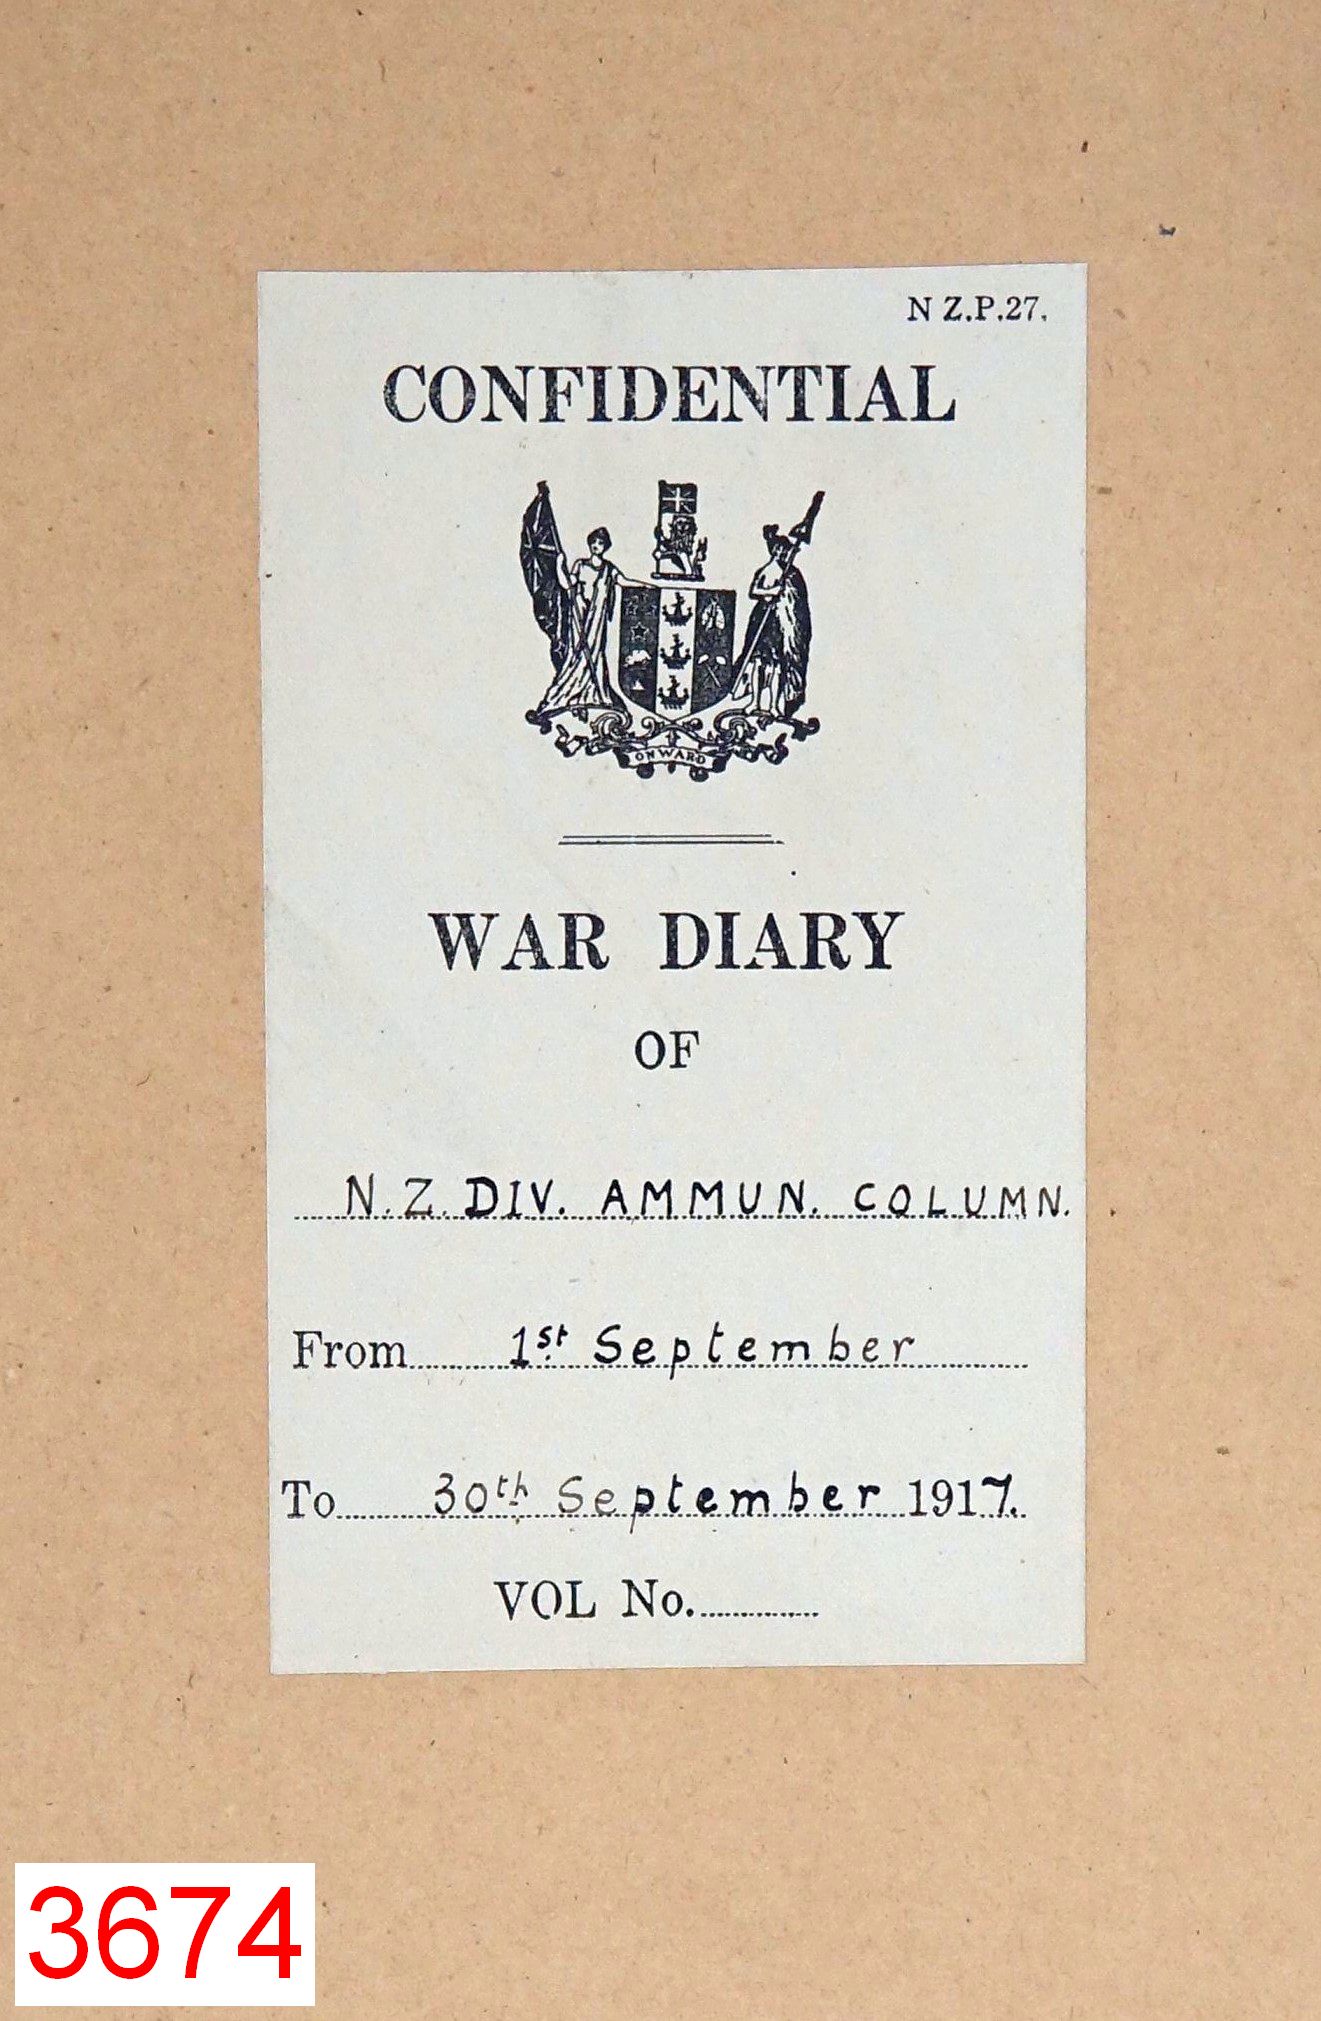 N Z.P.27.
CONFIDENTIAL
ONWARD
WAR DIARY
OF
N.Z. DIV. AMMUN. COLUMN.
From 1st September
To 30th September 1917.
VOL No.
3674